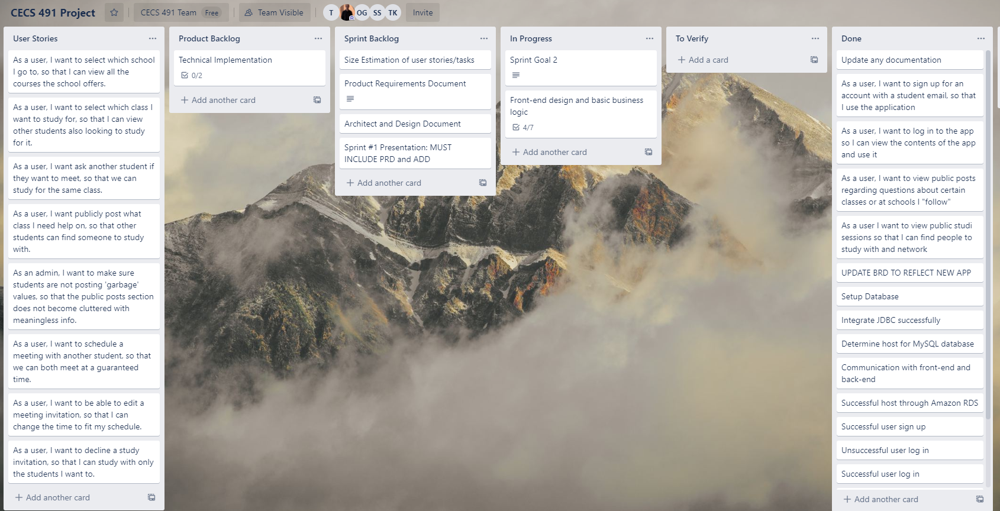 CECS 491 Project
CECS 491 Team Free
Team Visible
T
OG
SS
TK
Invite
User Stories
As a user, I want to select which school
I go to, so that I can view all the
courses the school offers.
As a user, I want to select which class I
want to study for, so that I can view
other students also looking to study
for it.
As a user, I want ask another student if
they want to meet, so that we can
study for the same class.
As a user, I want publicly post what
class I need help on, so that other
students can find someone to study
with.
As an admin, I want to make sure
students are not posting 'garbage'
values, so that the public posts section
does not become cluttered with
meaningless info.
As a user, I want to schedule a
meeting with another student, so that
we can both meet at a guaranteed
time.
As a user, I want to be able to edit a
meeting invitation, so that I can
change the time to fit my schedule.
As a user, I want to decline a study
invitation, so that I can study with only
the students I want to.
+ Add another card
Product Backlog
Technical Implementation
0/2
+ Add another card
Sprint Backlog
Size Estimation of user stories/tasks
Product Requirements Document
Architect and Design Document
Sprint #1 Presentation: MUST
INCLUDE PRD and ADD
+ Add another card
In Progress
Sprint Goal 2
Front-end design and basic business
logic
4/7
+ Add another card
To Verify
+ Add a card
Done
Update any documentation
As a user, I want to sign up for an
account with a student email, so that
I use the application
As a user, I want to log in to the app
so I can view the contents of the app
and use it
As a user, I want to view public posts
regarding questions about certain
classes or at schools I "follow"
As a user I want to view public studi
sessions so that I can find people to
study with and network
UPDATE BRD TO REFLECT NEW APP
Setup Database
Integrate JDBC successfully
Determine host for MySQL database
Communication with front-end and
back-end
Successful host through Amazon RDS
Successful user sign up
Unsuccessful user log in
Successful user log in
+ Add another card